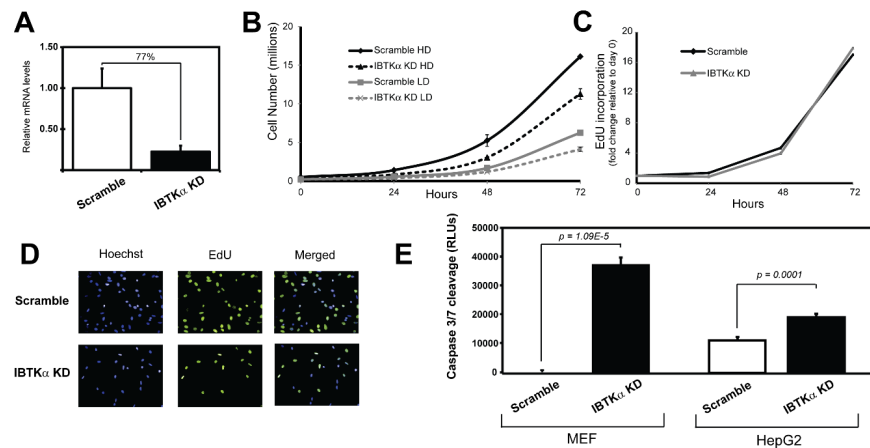 A
Relative mRNA levels
1.00
0.50
77%
Scramble
IBTKα KD
B
Cell Number (millions)
20
15
10
5
0
Scramble HD
IBTKα KD HD
Scramble LD
IBTKα KD LD
0 24 48 72
Hours
C
EdU incorporation
(fold change relative to day 0)
20
16
12
8
4
0
Scramble
IBTKα KD
0 24 48 72
Hours
D
Hoechst EdU Merged
Scramble
IBTKα KD
E
Caspase 3/7 cleavage (RLUs)
50000
40000
30000
20000
10000
0
p = 1.09E-5
p = 0.0001
Scramble
IBTKα KD
Scramble
IBTKα KD
MEF
HepG2